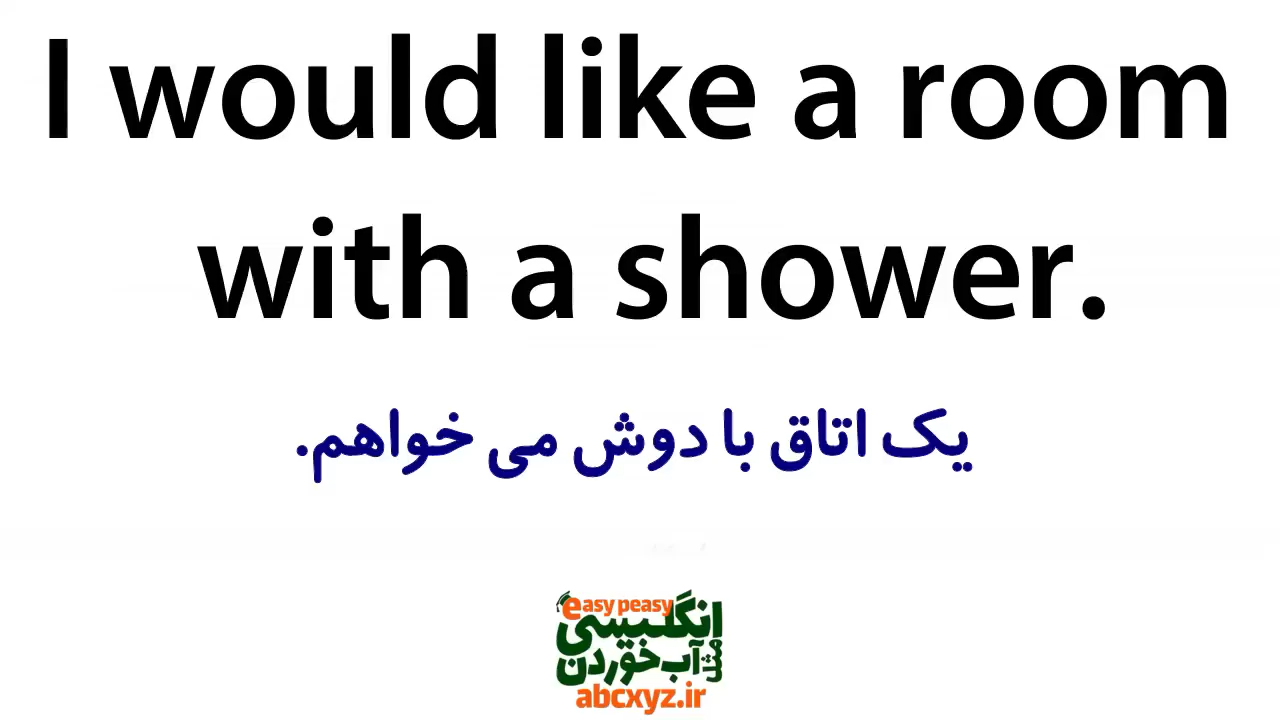 I would like a room
with a shower.
یک اتاق با دوش می خواهم.
easy peasy
انگلیسی
مثل آب خوردن
abcxyz.ir